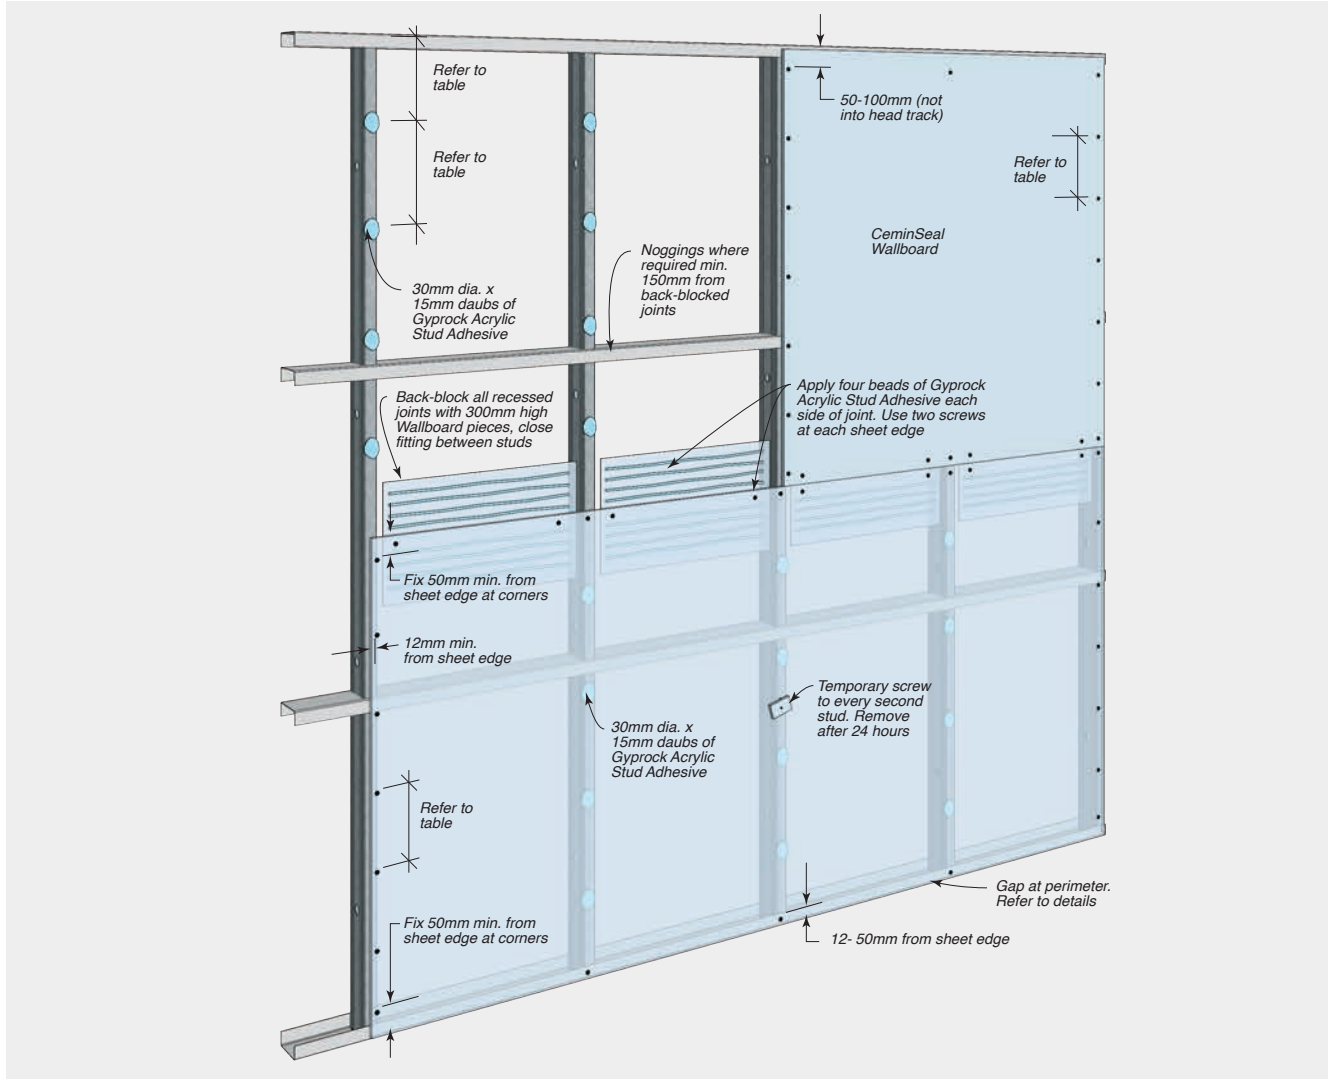 Refer to
table
50-100mm (not
into head track)
Refer to
table
Refer to
table
CeminSeal
Wallboard
Noggings where
required min.
150mm from
back-blocked
joints
30mm dia. x
15mm daubs of
Gyprock Acrylic
Stud Adhesive
Back-block all recessed
joints with 300mm high
Wallboard pieces, close
fitting between studs
Apply four beads of Gyprock
Acrylic Stud Adhesive each
side of joint. Use two screws
at each sheet edge
Fix 50mm min. from
sheet edge at corners
12mm min.
from sheet edge
Temporary screw
to every second
stud. Remove
after 24 hours
30mm dia. x
15mm daubs of
Gyprock Acrylic
Stud Adhesive
Refer to
table
Gap at perimeter.
Refer to details
Fix 50mm min. from
sheet edge at corners
12- 50mm from sheet edge